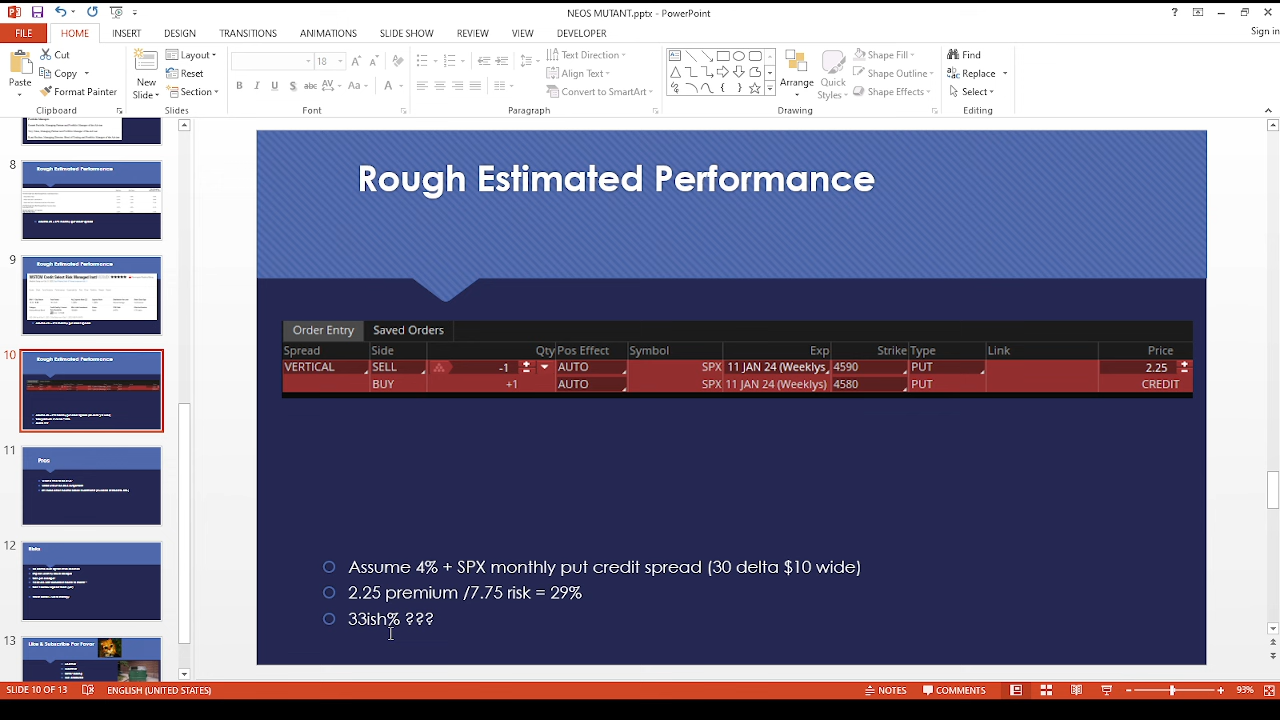 NEOS MUTANT.pptx - PowerPoint
FILE HOME INSERT DESIGN TRANSITIONS ANIMATIONS SLIDE SHOW REVIEW VIEW DEVELOPER Sign in
Paste
Cut
Copy
Format Painter
Clipboard
New Slide
Layout
Reset
Section
Slides
18
Font
Text Direction
Align Text
Convert to SmartArt
Paragraph
Arrange
Quick Styles
Shape Fill
Shape Outline
Shape Effects
Drawing
Find
Replace
Select
Editing
8
Rough Estimated Performance
9
Rough Estimated Performance
10
Rough Estimated Performance
11
Pros
12
Risks
13
Like & Subscribe Por Favor
Rough Estimated Performance
Order Entry Saved Orders
Spread Side Qty Pos Effect Symbol Exp Strike Type Link Price
VERTICAL SELL -1 AUTO SPX 11 JAN 24 (Weeklys 4590 PUT 2.25
BUY +1 AUTO SPX 11 JAN 24 (Weeklys) 4580 PUT CREDIT
Assume 4% + SPX monthly put credit spread (30 delta $10 wide)
2.25 premium /7.75 risk = 29%
33ish% ???
SLIDE 10 OF 13 ENGLISH (UNITED STATES) NOTES COMMENTS 93%